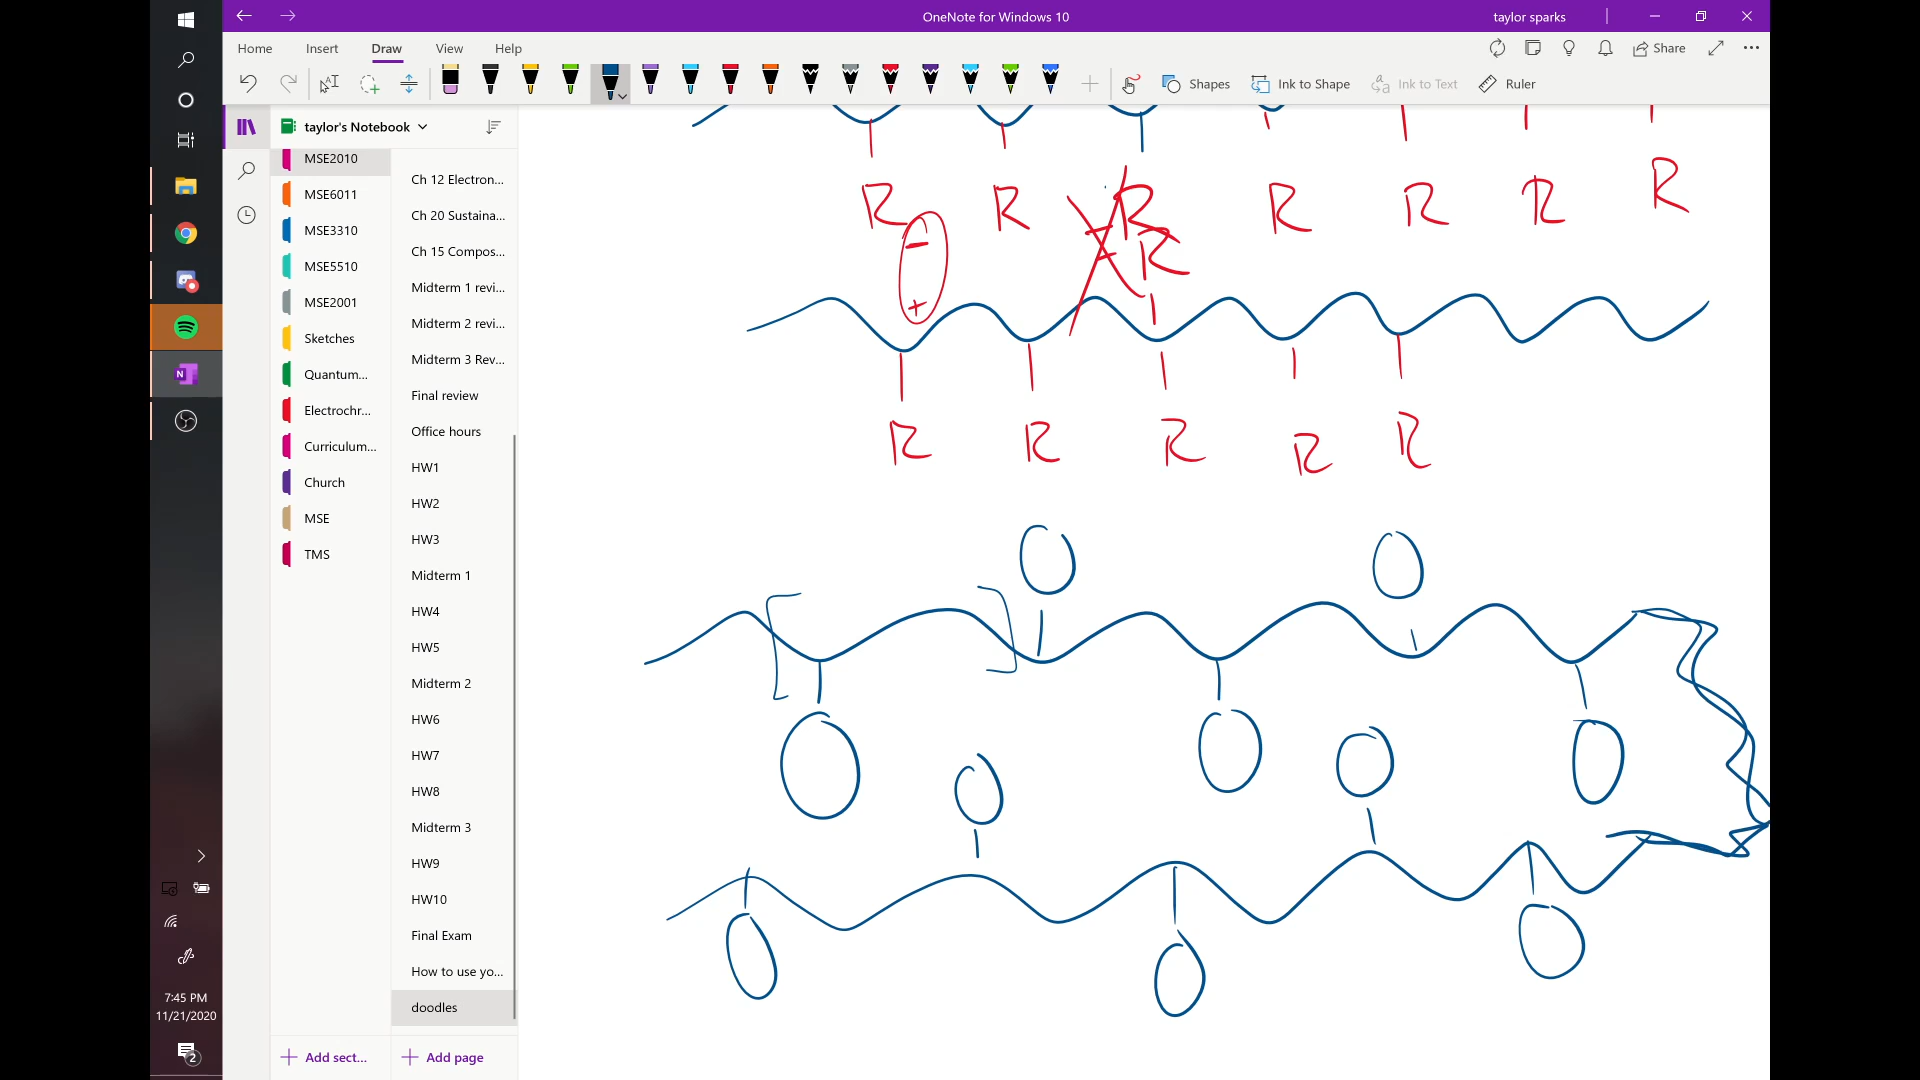 OneNote for Windows 10
taylor sparks
Home Insert Draw View Help
Share
Shapes Ink to Shape Ink to Text Ruler
taylor's Notebook
MSE2010
MSE6011
MSE3310
MSE5510
MSE2001
Sketches
Quantum...
Electrochr...
Curriculum...
Church
MSE
TMS
Add sect...
Ch 12 Electron...
Ch 20 Sustaina...
Ch 15 Compos...
Midterm 1 revi...
Midterm 2 revi...
Midterm 3 Rev...
Final review
Office hours
HW1
HW2
HW3
Midterm 1
HW4
HW5
Midterm 2
HW6
HW7
HW8
Midterm 3
HW9
HW10
Final Exam
How to use yo...
doodles
Add page
R R R R R R R
R
− +
R R R R R
7:45 PM
11/21/2020
2